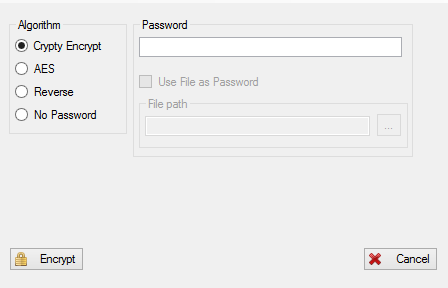 Algorithm
Crypty Encrypt
AES
Reverse
No Password
Password
Use File as Password
File path
...
Encrypt
Cancel